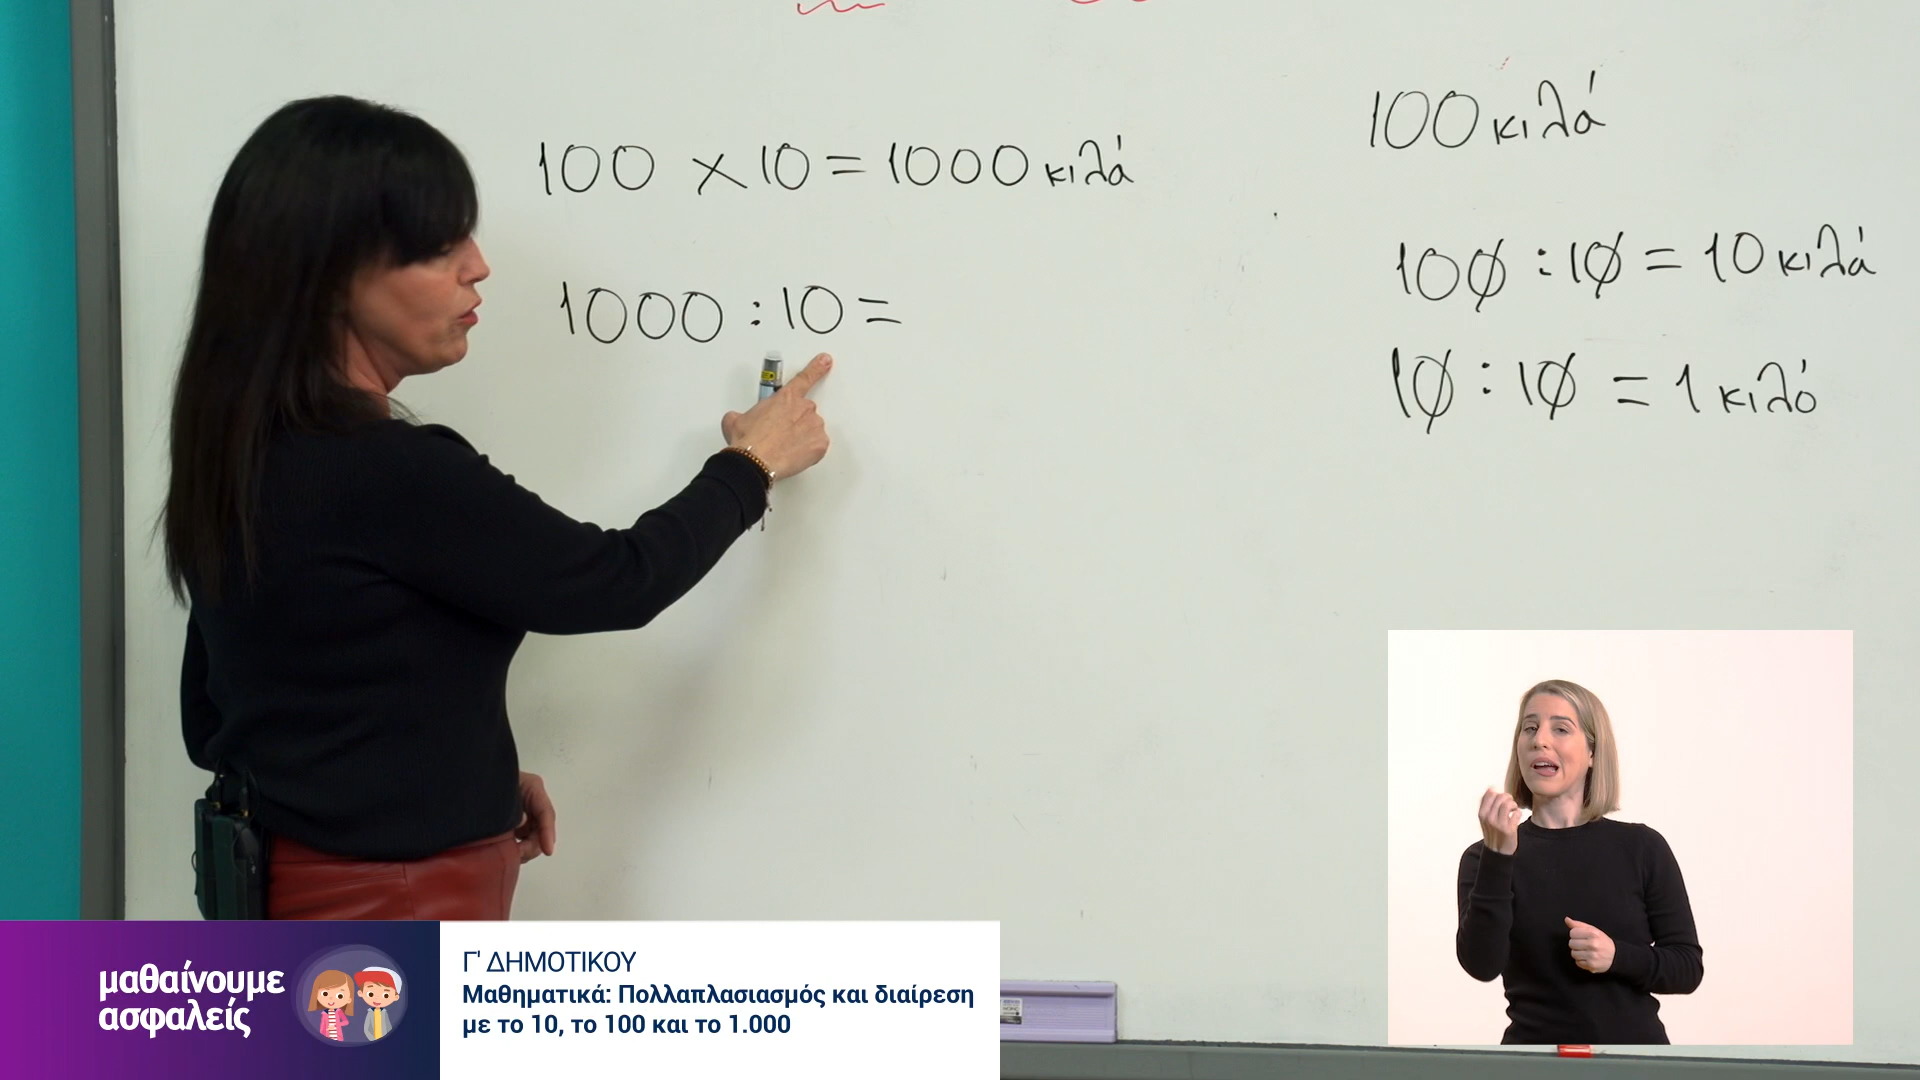 100 × 10 = 1000 κιλά
1000 : 10 =
100 κιλά
100 : 10 = 10 κιλά
10 : 10 = 1 κιλό
μαθαίνουμε
ασφαλείς
Γ' ΔΗΜΟΤΙΚΟΥ
Μαθηματικά: Πολλαπλασιασμός και διαίρεση
με το 10, το 100 και το 1.000